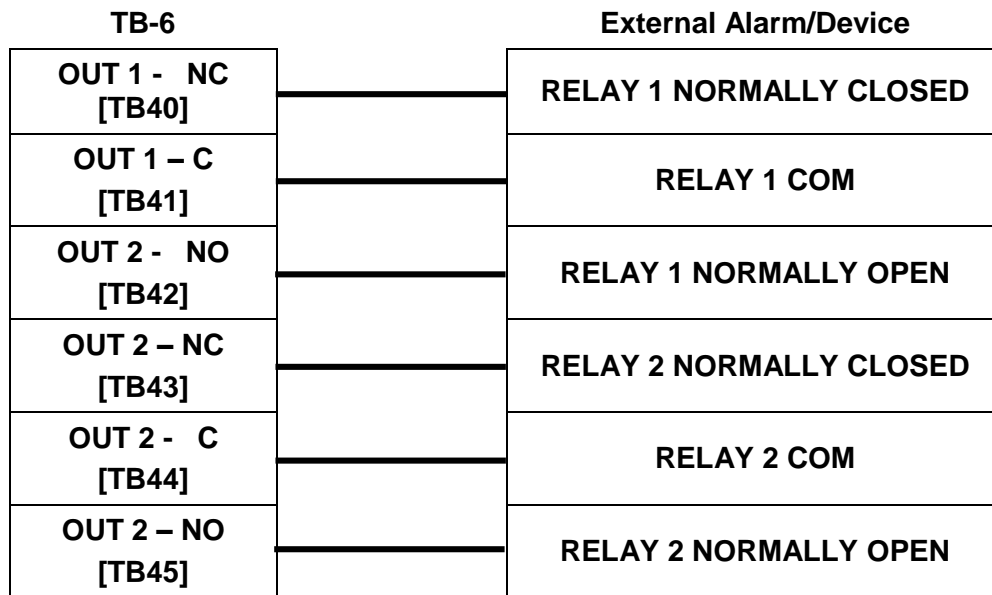 TB-6
External Alarm/Device
OUT 1 - NC
[TB40]
RELAY 1 NORMALLY CLOSED
OUT 1 – C
[TB41]
RELAY 1 COM
OUT 2 - NO
[TB42]
RELAY 1 NORMALLY OPEN
OUT 2 – NC
[TB43]
RELAY 2 NORMALLY CLOSED
OUT 2 - C
[TB44]
RELAY 2 COM
OUT 2 – NO
[TB45]
RELAY 2 NORMALLY OPEN